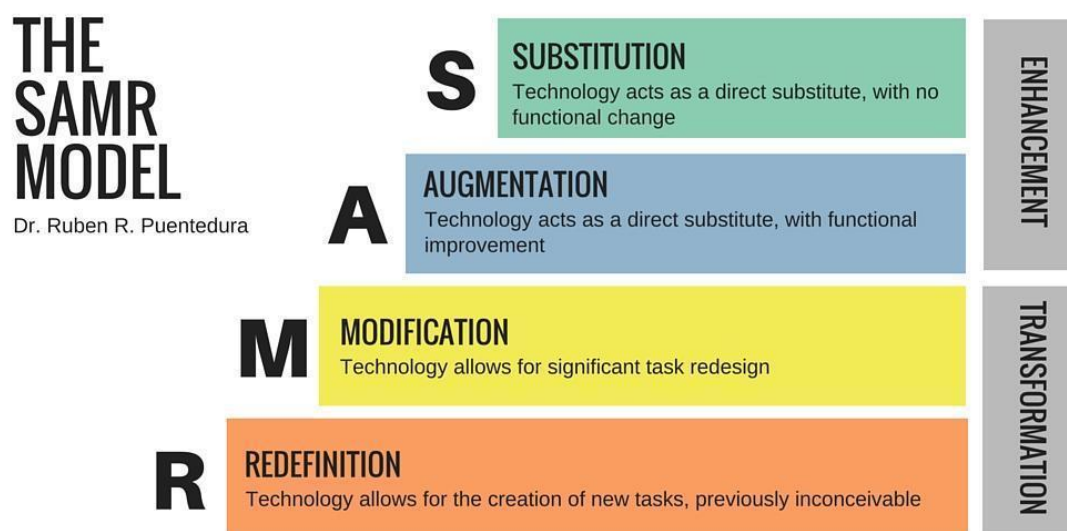 THE
SAMR
MODEL
Dr. Ruben R. Puentedura
S
SUBSTITUTION
Technology acts as a direct substitute, with no
functional change
A
AUGMENTATION
Technology acts as a direct substitute, with functional
improvement
ENHANCEMENT
M
MODIFICATION
Technology allows for significant task redesign
R
REDEFINITION
Technology allows for the creation of new tasks, previously inconceivable
TRANSFORMATION